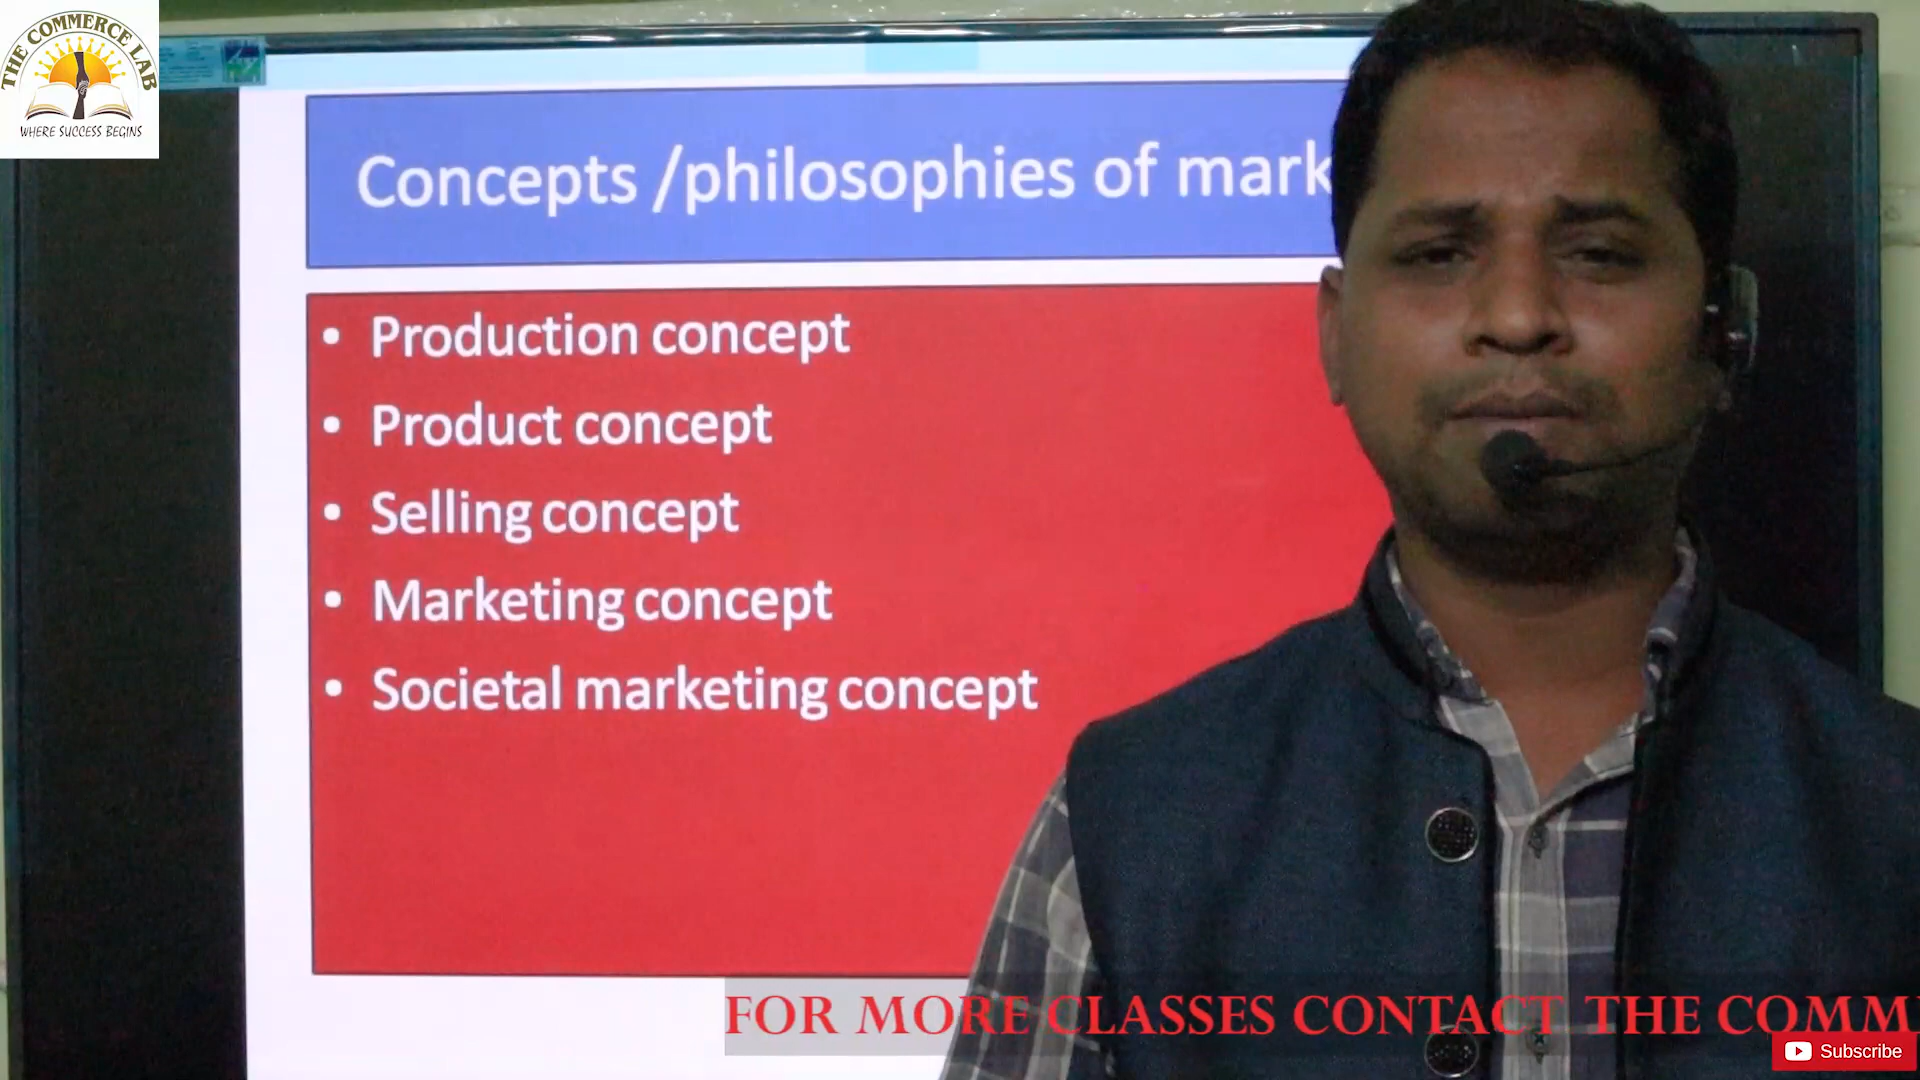 THE COMMERCE LAB
WHERE SUCCESS BEGINS
Concepts /philosophies of mark
• Production concept
• Product concept
• Selling concept
• Marketing concept
• Societal marketing concept
FOR MORE CLASSES CONTACT THE COMM
Subscribe